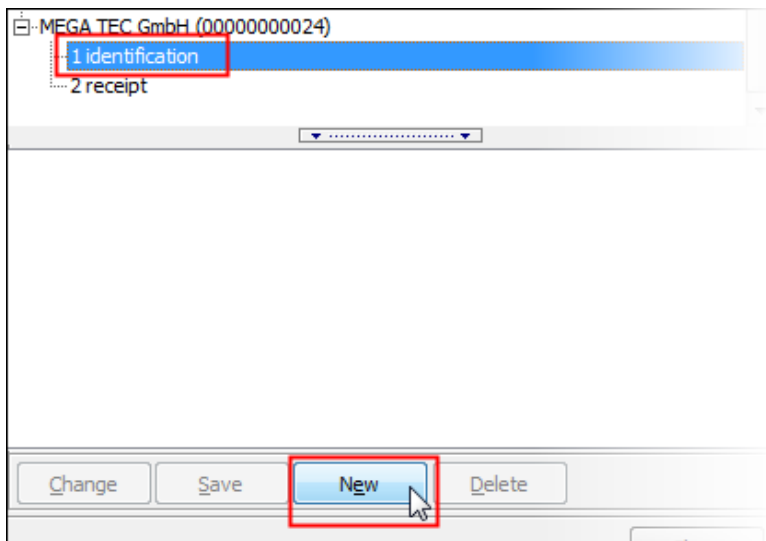 MEGA TEC GmbH (00000000024)
1 identification
2 receipt
Change Save New Delete